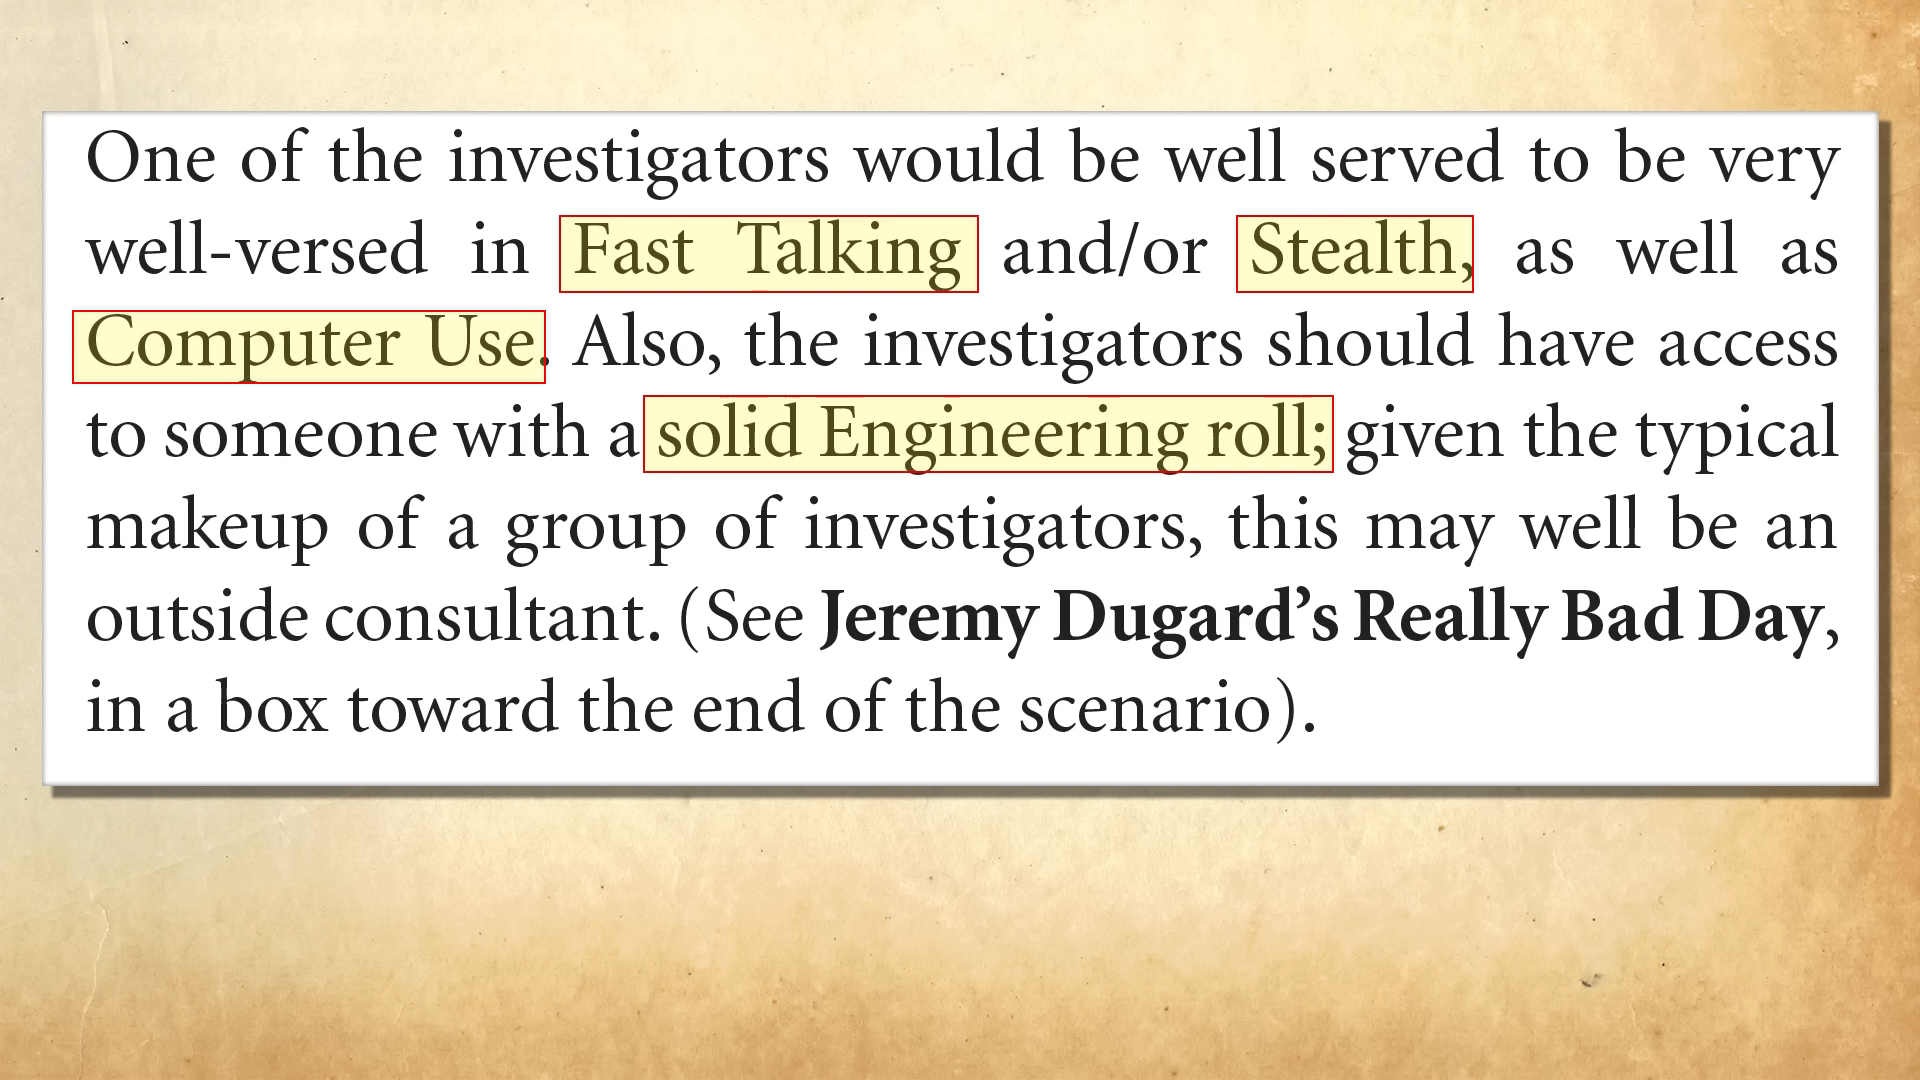 One of the investigators would be well served to be very
well-versed in Fast Talking and/or Stealth, as well as
Computer Use. Also, the investigators should have access
to someone with a solid Engineering roll; given the typical
makeup of a group of investigators, this may well be an
outside consultant. (See Jeremy Dugard’s Really Bad Day,
in a box toward the end of the scenario).